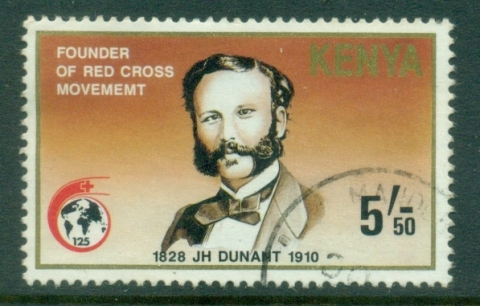 FOUNDER
OF RED CROSS
MOVEMEMT
KENYA
125
5/-
50
1828 JH DUNANT 1910